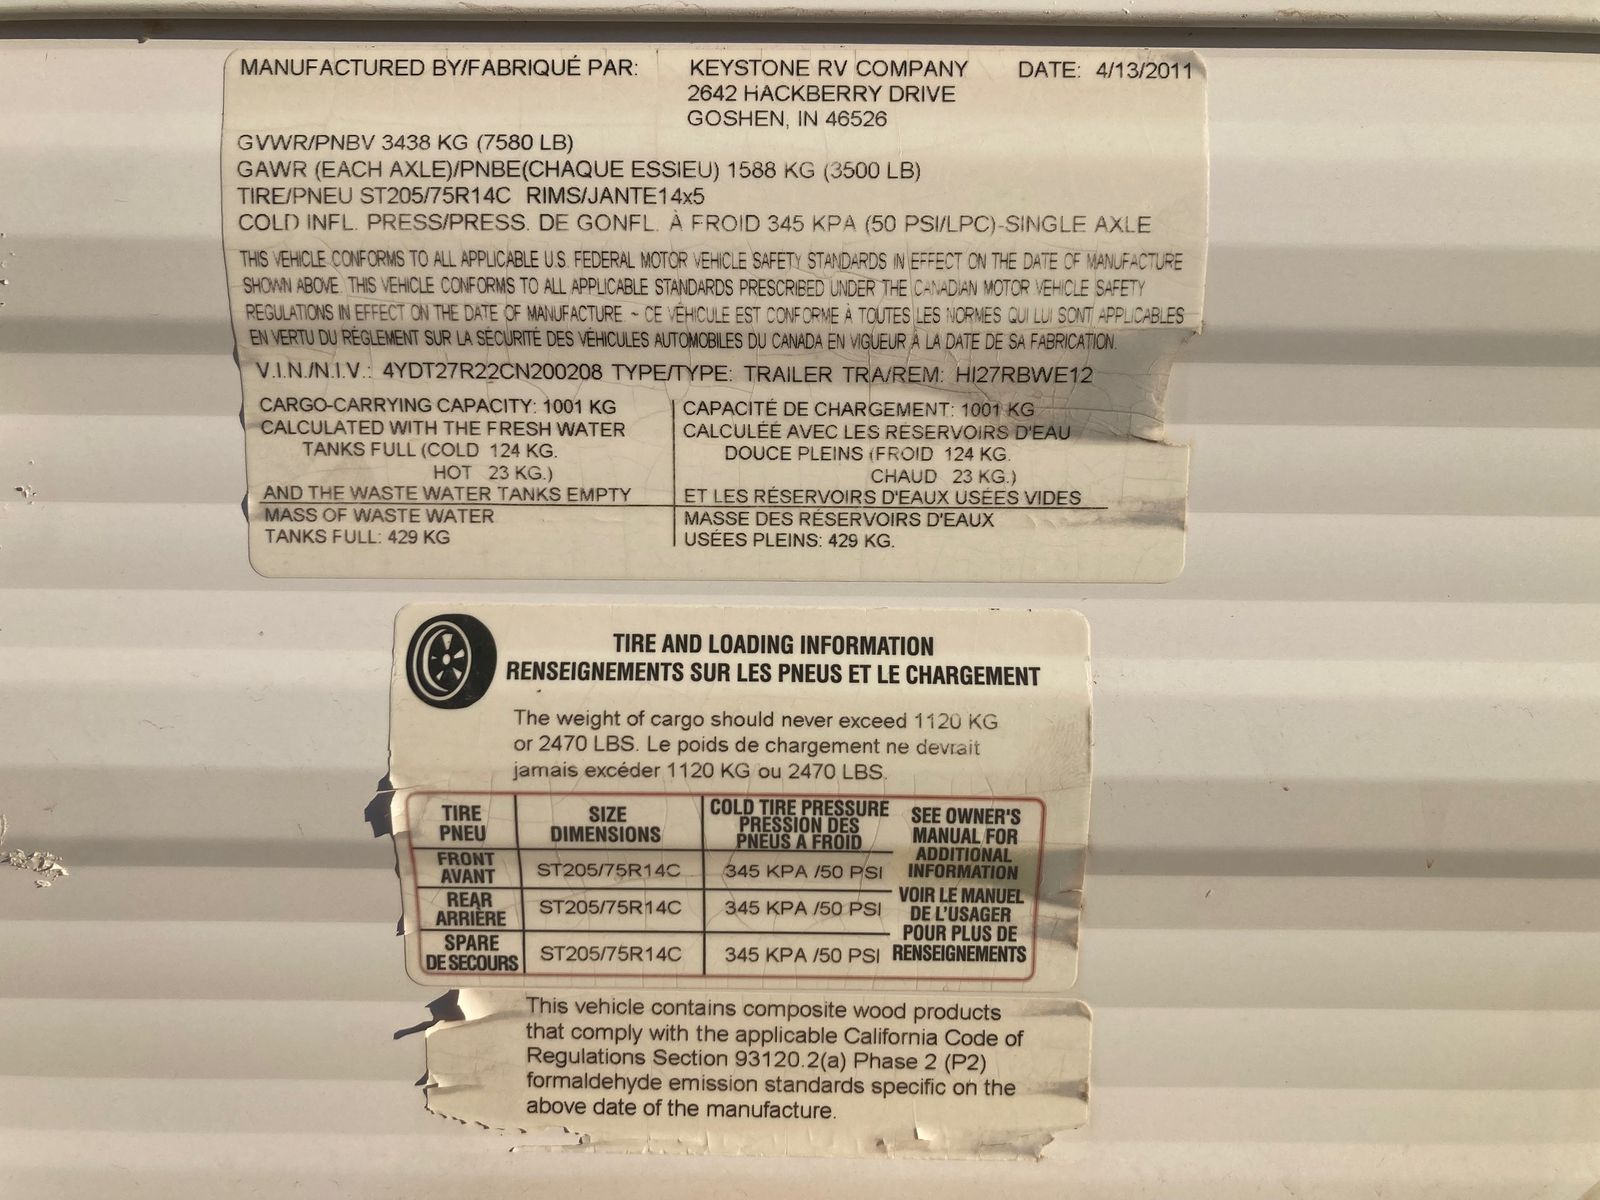 MANUFACTURED BY/FABRIQUÉ PAR: KEYSTONE RV COMPANY DATE: 4/13/2011
2642 HACKBERRY DRIVE
GOSHEN, IN 46526
GVWR/PNBV 3438 KG (7580 LB)
GAWR (EACH AXLE)/PNBE(CHAQUE ESSIEU) 1588 KG (3500 LB)
TIRE/PNEU ST205/75R14C RIMS/JANTE14x5
COLD INFL. PRESS/PRESS. DE GONFL. À FROID 345 KPA (50 PSI/LPC)-SINGLE AXLE
THIS VEHICLE CONFORMS TO ALL APPLICABLE U.S. FEDERAL MOTOR VEHICLE SAFETY STANDARDS IN EFFECT ON THE DATE OF MANUFACTURE
SHOWN ABOVE. THIS VEHICLE CONFORMS TO ALL APPLICABLE STANDARDS PRESCRIBED UNDER THE CANADIAN MOTOR VEHICLE SAFETY
REGULATIONS IN EFFECT ON THE DATE OF MANUFACTURE. ~ CE VÉHICULE EST CONFORME À TOUTES LES NORMES QUI LUI SONT APPLICABLES
EN VERTU DU RÉGLEMENT SUR LA SÉCURITÉ DES VÉHICULES AUTOMOBILES DU CANADA EN VIGUEUR À LA DATE DE SA FABRICATION.
V.I.N./N.I.V.: 4YDT27R22CN200208 TYPE/TYPE: TRAILER TRA/REM: HI27RBWE12
CARGO-CARRYING CAPACITY: 1001 KG
CALCULATED WITH THE FRESH WATER
TANKS FULL (COLD 124 KG.
HOT 23 KG.)
AND THE WASTE WATER TANKS EMPTY
MASS OF WASTE WATER
TANKS FULL: 429 KG
CAPACITÉ DE CHARGEMENT: 1001 KG
CALCULÉE AVEC LES RÉSERVOIRS D'EAU
DOUCE PLEINS (FROID 124 KG.
CHAUD 23 KG.)
ET LES RÉSERVOIRS D'EAUX USÉES VIDES
MASSE DES RÉSERVOIRS D'EAUX
USÉES PLEINS: 429 KG.
TIRE AND LOADING INFORMATION
RENSEIGNEMENTS SUR LES PNEUS ET LE CHARGEMENT
The weight of cargo should never exceed 1120 KG
or 2470 LBS. Le poids de chargement ne devrait
jamais excéder 1120 KG ou 2470 LBS.
TIRE
PNEU
SIZE
DIMENSIONS
COLD TIRE PRESSURE
PRESSION DES
PNEUS A FROID
FRONT
AVANT
ST205/75R14C
345 KPA /50 PSI
REAR
ARRIÈRE
ST205/75R14C
345 KPA /50 PSI
SPARE
DE SECOURS
ST205/75R14C
345 KPA /50 PSI
SEE OWNER'S
MANUAL FOR
ADDITIONAL
INFORMATION
VOIR LE MANUEL
DE L'USAGER
POUR PLUS DE
RENSEIGNEMENTS
This vehicle contains composite wood products
that comply with the applicable California Code of
Regulations Section 93120.2(a) Phase 2 (P2)
formaldehyde emission standards specific on the
above date of the manufacture.